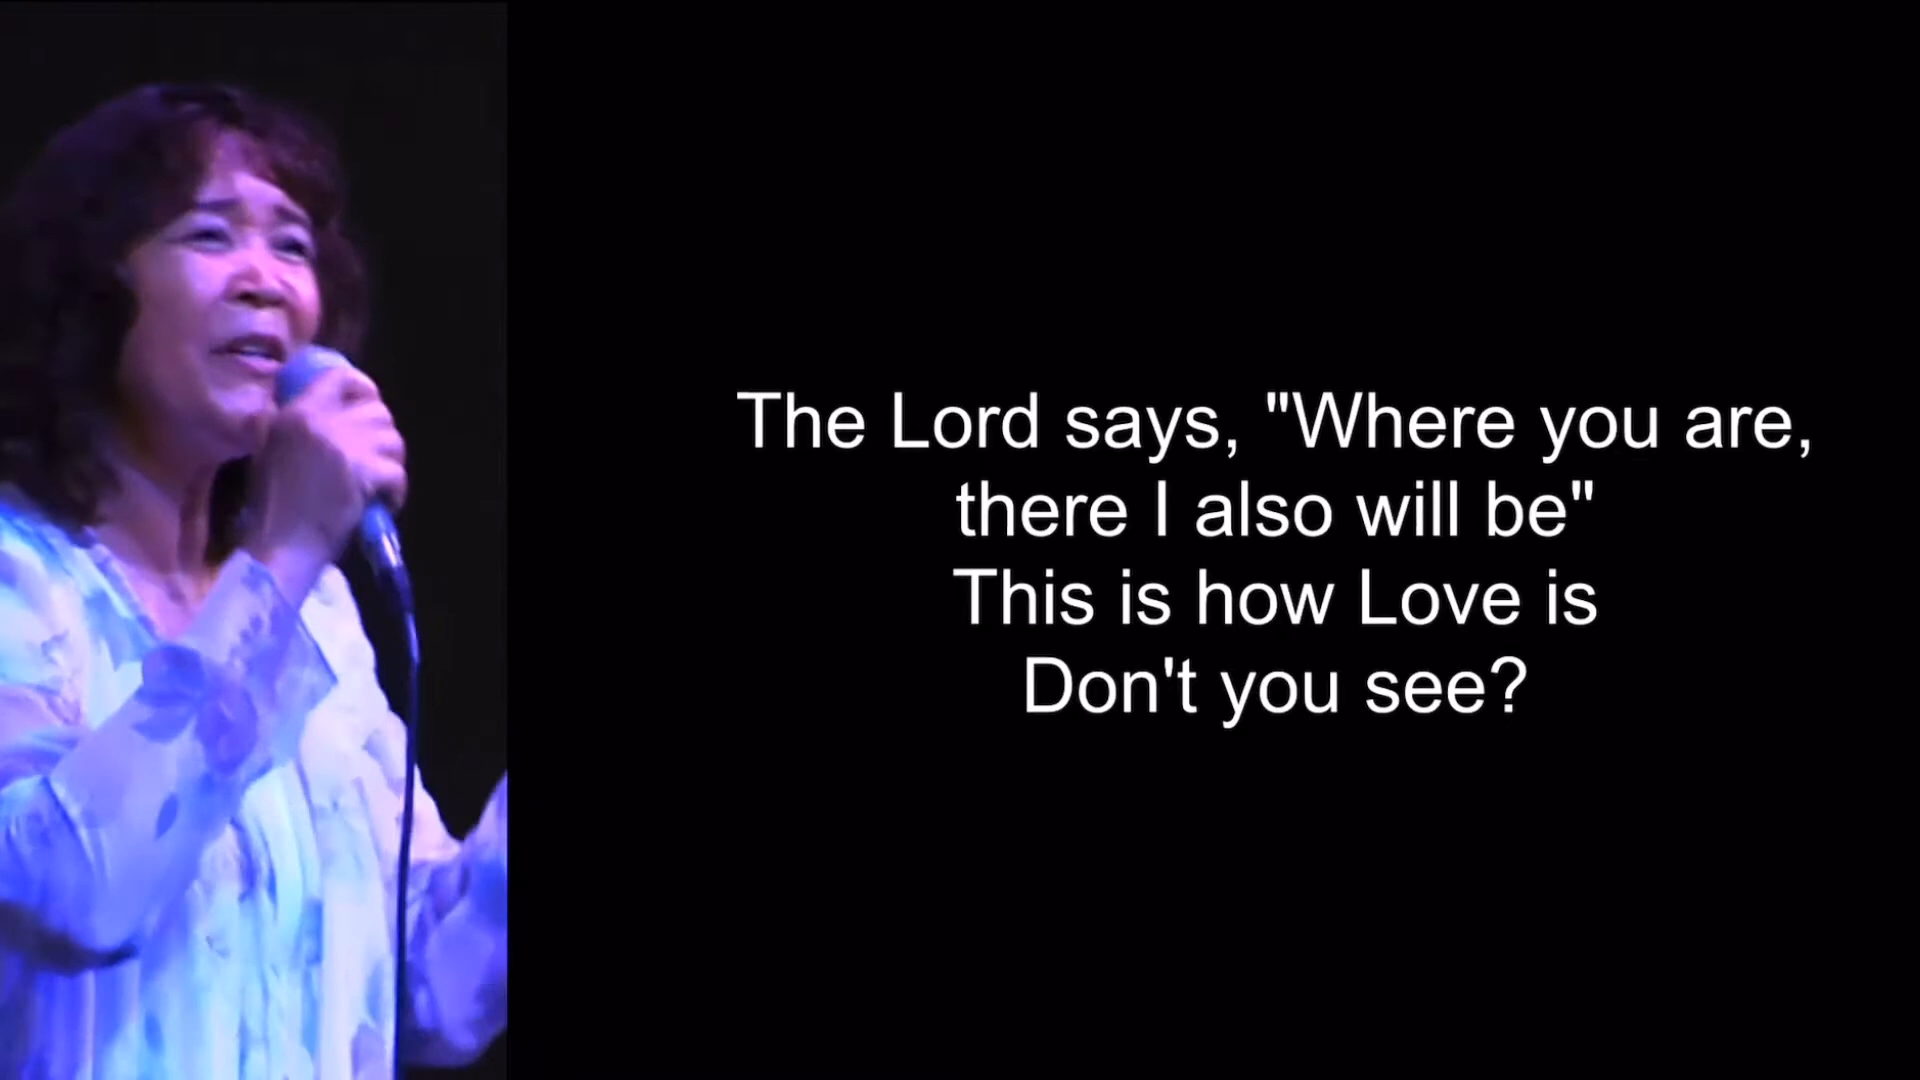 The Lord says, "Where you are,
there I also will be"
This is how Love is
Don't you see?